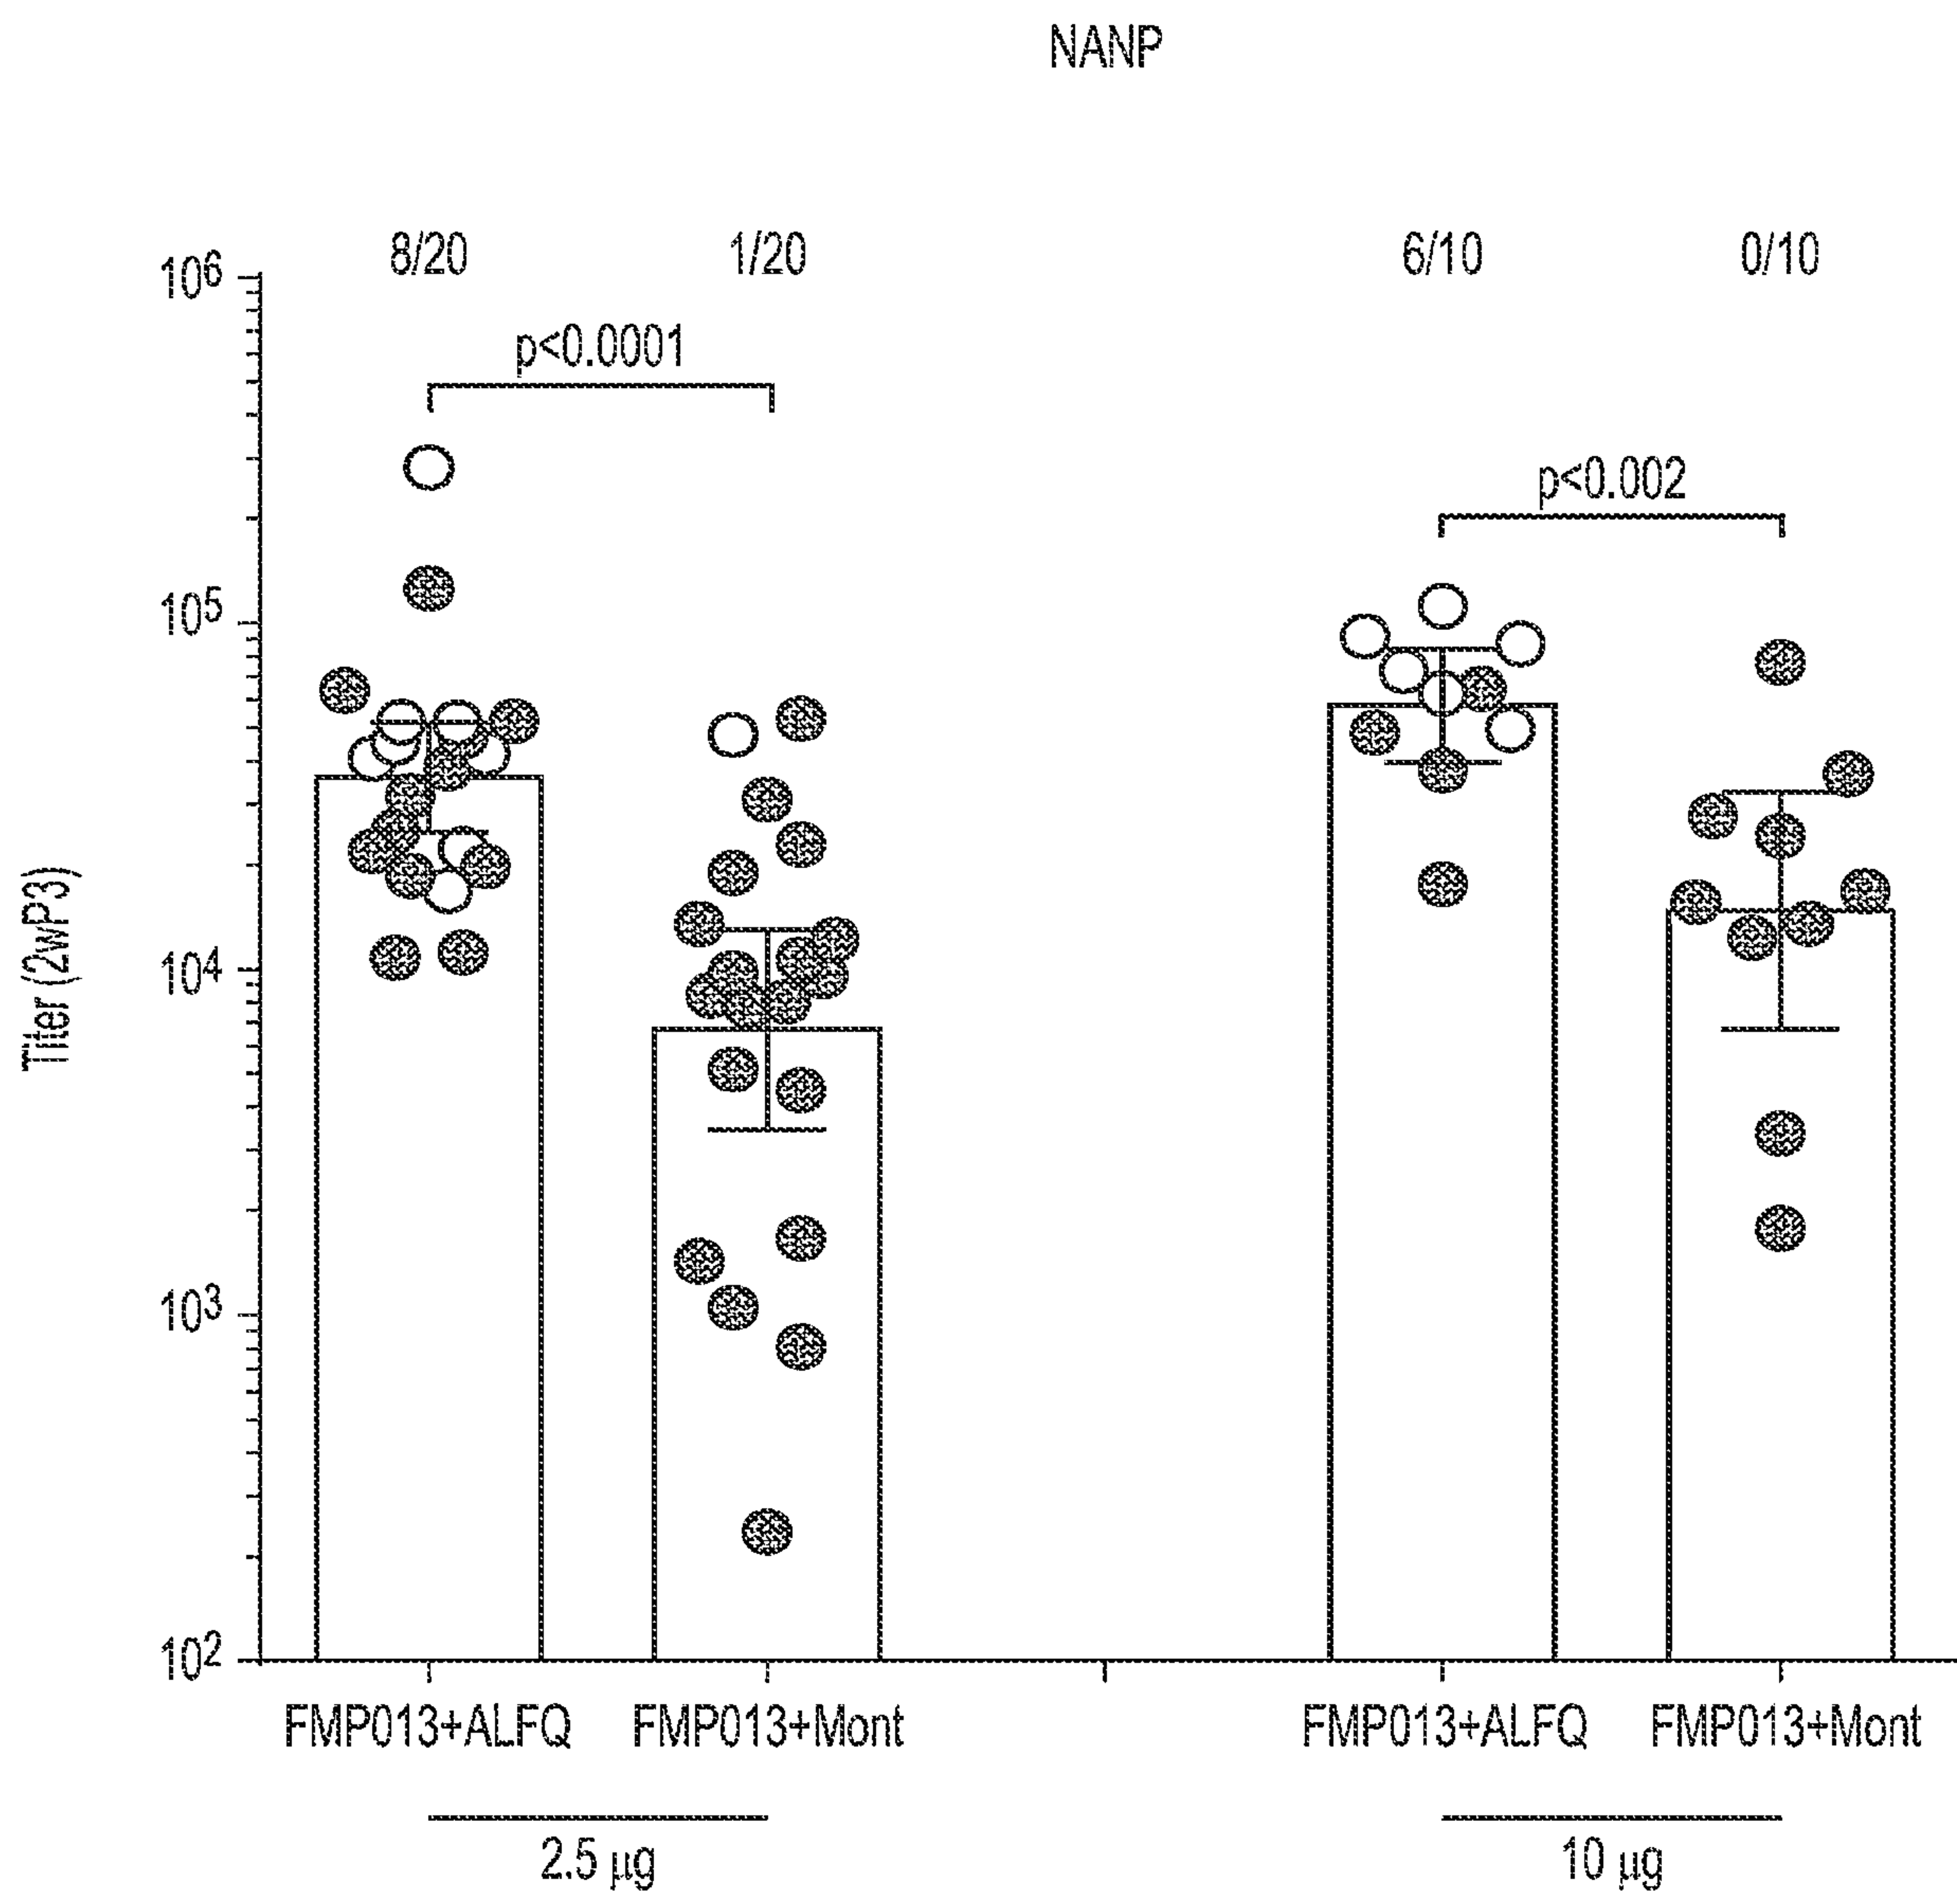 NANP
8/20 1/20 6/10 0/10
p<0.0001
p<0.002
Titer (2wP3)
10⁶
10⁵
10⁴
10³
10²
FMP013+ALFQ FMP013+Mont FMP013+ALFQ FMP013+Mont
2.5 µg 10 µg